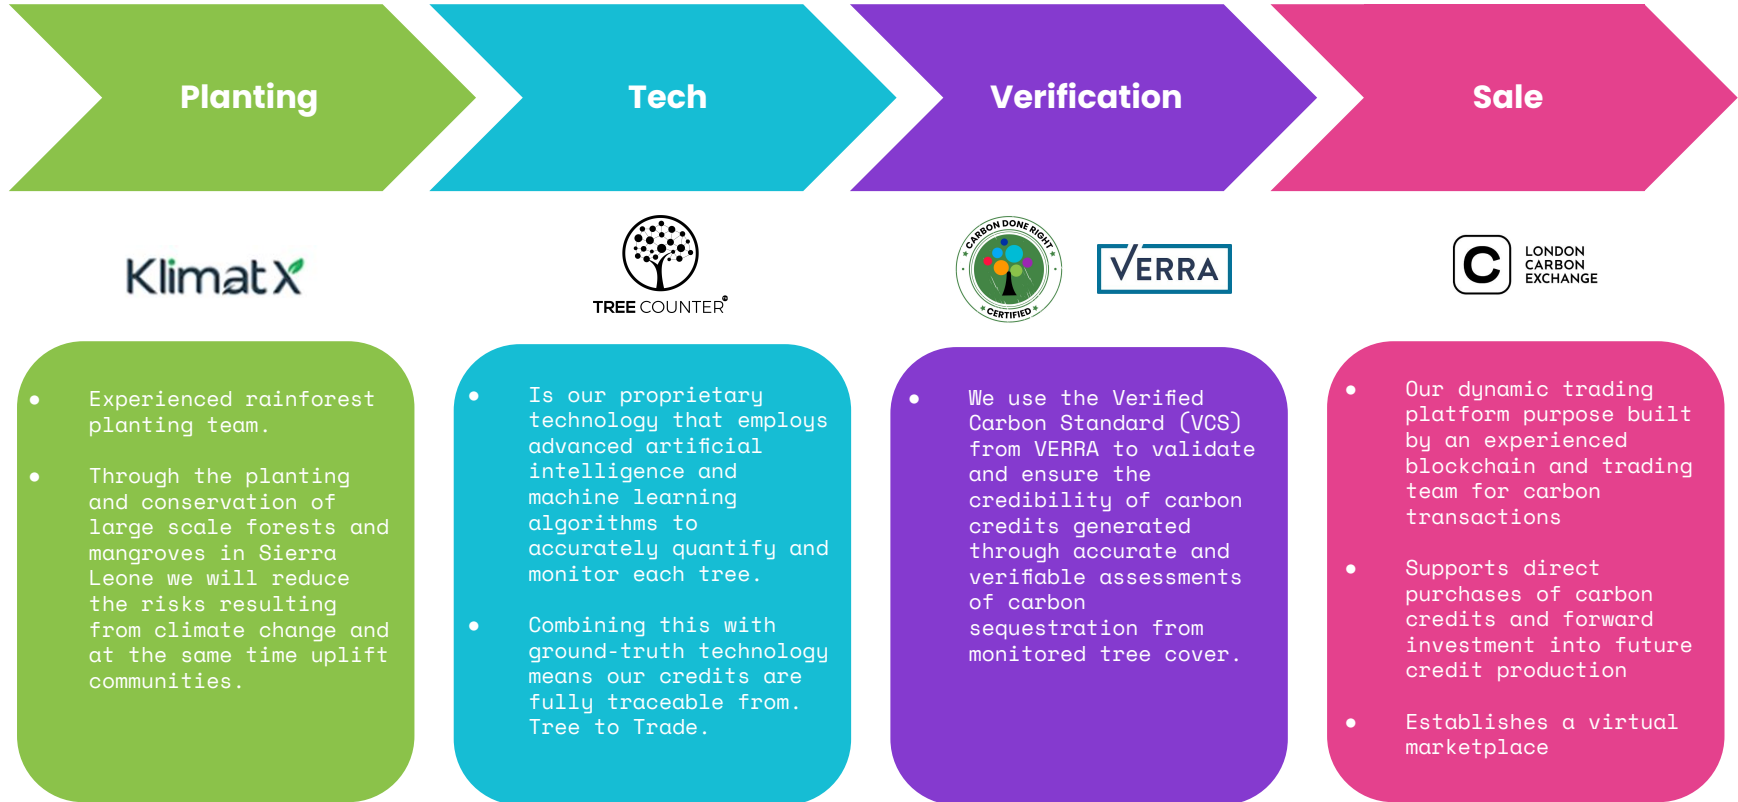 Planting
Tech
Verification
Sale
KlimatX
TREE COUNTER®
CARBON DONE RIGHT
CERTIFIED
VERRA
C
LONDON
CARBON
EXCHANGE
● Experienced rainforest
planting team.
● Through the planting
and conservation of
large scale forests and
mangroves in Sierra
Leone we will reduce
the risks resulting
from climate change and
at the same time uplift
communities.
● Is our proprietary
technology that employs
advanced artificial
intelligence and
machine learning
algorithms to
accurately quantify and
monitor each tree.
● Combining this with
ground-truth technology
means our credits are
fully traceable from.
Tree to Trade.
● We use the Verified
Carbon Standard (VCS)
from VERRA to validate
and ensure the
credibility of carbon
credits generated
through accurate and
verifiable assessments
of carbon
sequestration from
monitored tree cover.
● Our dynamic trading
platform purpose built
by an experienced
blockchain and trading
team for carbon
transactions
● Supports direct
purchases of carbon
credits and forward
investment into future
credit production
● Establishes a virtual
marketplace